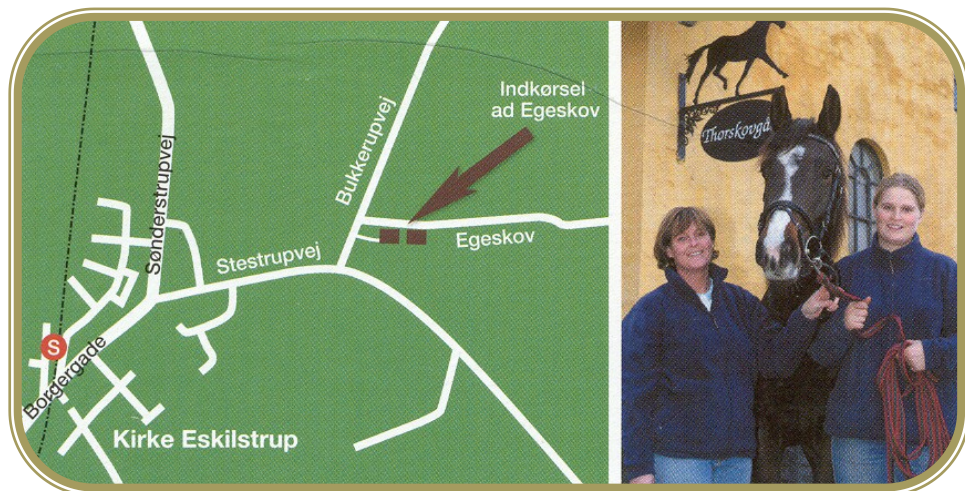 Indkørsel
ad Egeskov
Bukkerupvej
Sønderstrupvej
Egeskov
Stestrupvej
S
Borgergade
Kirke Eskilstrup
Thorskovgå